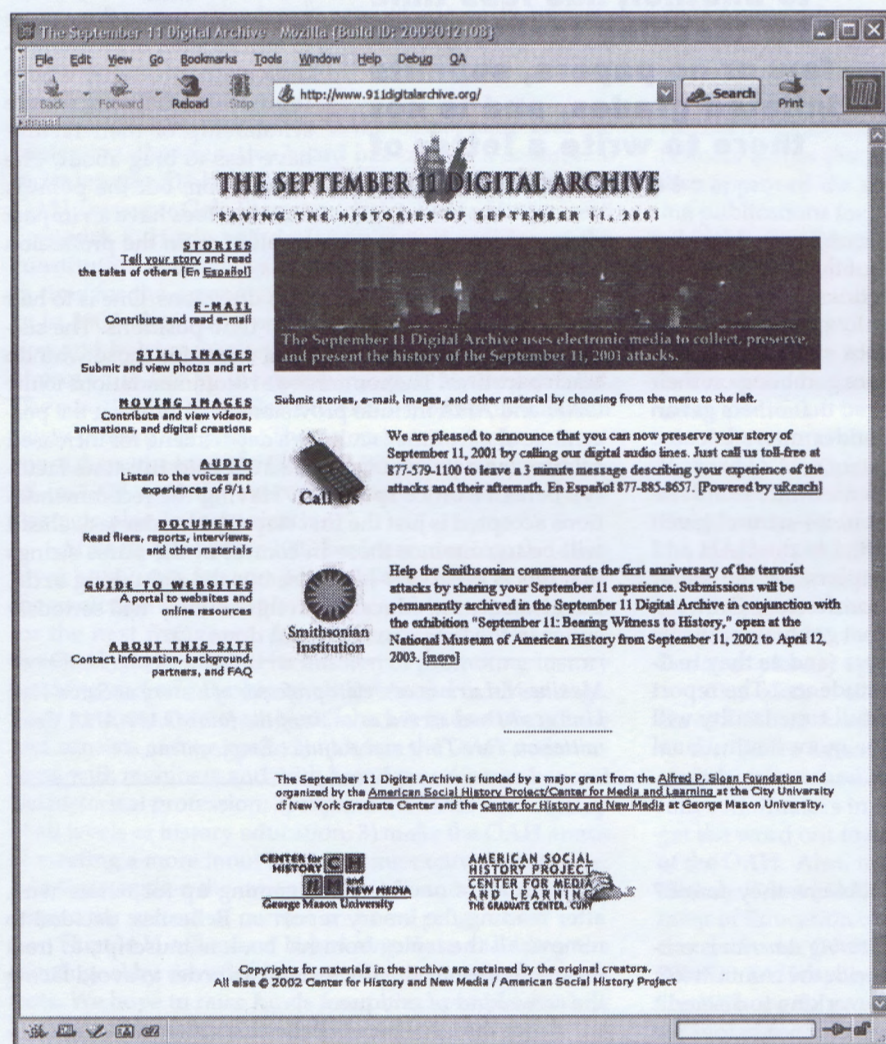 The September 11 Digital Archive - Mozilla {Build ID: 2003012108}
File Edit View Go Bookmarks Tools Window Help Debug QA
Back Forward Reload Stop http://www.911digitalarchive.org/ Search Print
THE SEPTEMBER 11 DIGITAL ARCHIVE
SAVING THE HISTORIES OF SEPTEMBER 11, 2001
STORIES
Tell your story and read
the tales of others [En Español]
E-MAIL
Contribute and read e-mail
STILL IMAGES
Submit and view photos and art
MOVING IMAGES
Contribute and view videos,
animations, and digital creations
AUDIO
Listen to the voices and
experiences of 9/11
DOCUMENTS
Read fliers, reports, interviews,
and other materials
GUIDE TO WEBSITES
A portal to websites and
online resources
ABOUT THIS SITE
Contact information, background,
partners, and FAQ
The September 11 Digital Archive uses electronic media to collect, preserve,
and present the history of the September 11, 2001 attacks.
Submit stories, e-mail, images, and other material by choosing from the menu to the left.
Call Us
We are pleased to announce that you can now preserve your story of
September 11, 2001 by calling our digital audio lines. Just call us toll-free at
877-579-1100 to leave a 3 minute message describing your experience of the
attacks and their aftermath. En Español 877-885-8657. [Powered by uReach]
Smithsonian
Institution
Help the Smithsonian commemorate the first anniversary of the terrorist
attacks by sharing your September 11 experience. Submissions will be
permanently archived in the September 11 Digital Archive in conjunction with
the exhibition "September 11: Bearing Witness to History," open at the
National Museum of American History from September 11, 2002 to April 12,
2003. [more]
The September 11 Digital Archive is funded by a major grant from the Alfred P. Sloan Foundation and
organized by the American Social History Project/Center for Media and Learning at the City University
of New York Graduate Center and the Center for History and New Media at George Mason University.
CENTER for
HISTORY C H
N M and
NEW MEDIA
George Mason University
AMERICAN SOCIAL
HISTORY PROJECT
CENTER FOR MEDIA
AND LEARNING
THE GRADUATE CENTER, CUNY
Copyrights for materials in the archive are retained by the original creators.
All else © 2002 Center for History and New Media / American Social History Project